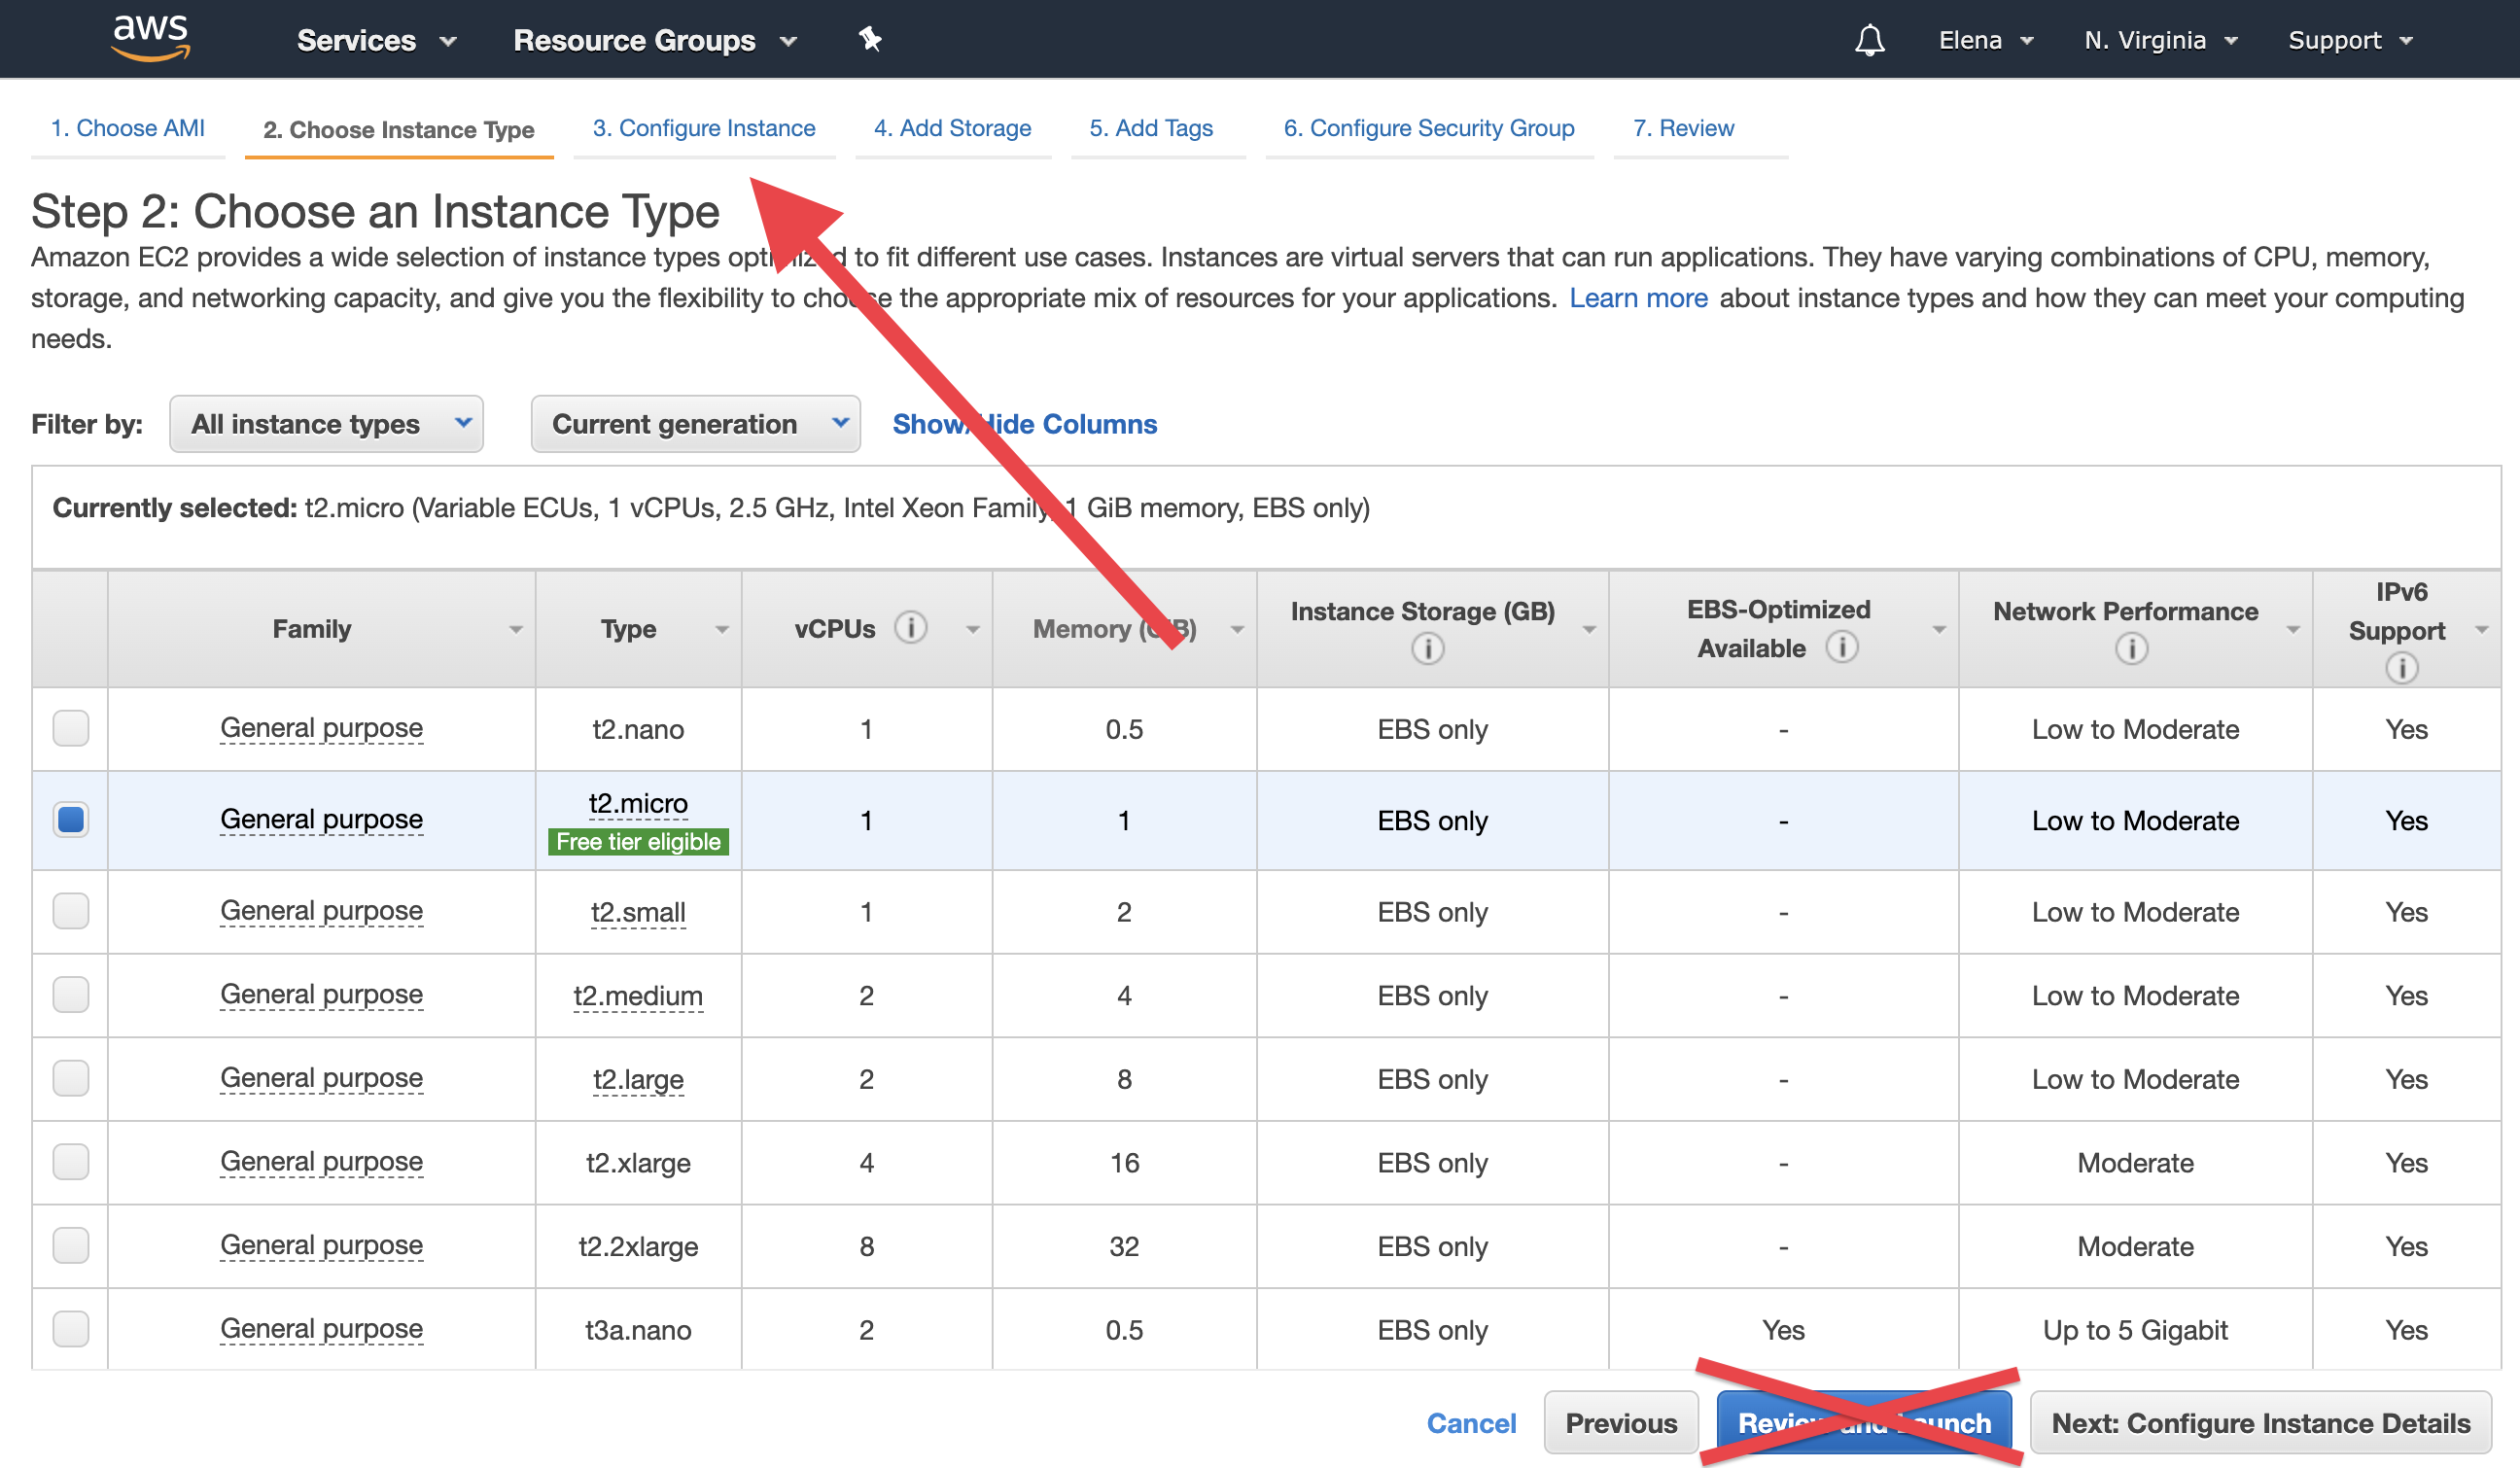 aws Services Resource Groups Elena N. Virginia Support
1. Choose AMI 2. Choose Instance Type 3. Configure Instance 4. Add Storage 5. Add Tags 6. Configure Security Group 7. Review
Step 2: Choose an Instance Type
Amazon EC2 provides a wide selection of instance types optimized to fit different use cases. Instances are virtual servers that can run applications. They have varying combinations of CPU, memory,
storage, and networking capacity, and give you the flexibility to choose the appropriate mix of resources for your applications. Learn more about instance types and how they can meet your computing
needs.
Filter by: All instance types Current generation Show/Hide Columns
Currently selected: t2.micro (Variable ECUs, 1 vCPUs, 2.5 GHz, Intel Xeon Family, 1 GiB memory, EBS only)
Family Type vCPUs Memory (GiB) Instance Storage (GB) EBS-Optimized Available Network Performance IPv6 Support
General purpose t2.nano 1 0.5 EBS only - Low to Moderate Yes
General purpose t2.micro Free tier eligible 1 1 EBS only - Low to Moderate Yes
General purpose t2.small 1 2 EBS only - Low to Moderate Yes
General purpose t2.medium 2 4 EBS only - Low to Moderate Yes
General purpose t2.large 2 8 EBS only - Low to Moderate Yes
General purpose t2.xlarge 4 16 EBS only - Moderate Yes
General purpose t2.2xlarge 8 32 EBS only - Moderate Yes
General purpose t3a.nano 2 0.5 EBS only Yes Up to 5 Gigabit Yes
Cancel Previous Review and Launch Next: Configure Instance Details